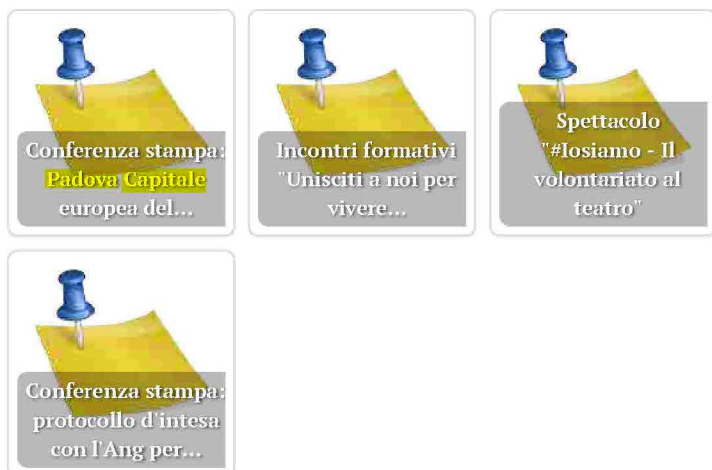 Conferenza stampa:
Padova Capitale
europea del...
Incontri formativi
"Unisciti a noi per
vivere...
Spettacolo
"#Iosiamo - Il
volontariato al
teatro"
Conferenza stampa:
protocollo d'intesa
con l'Ang per...